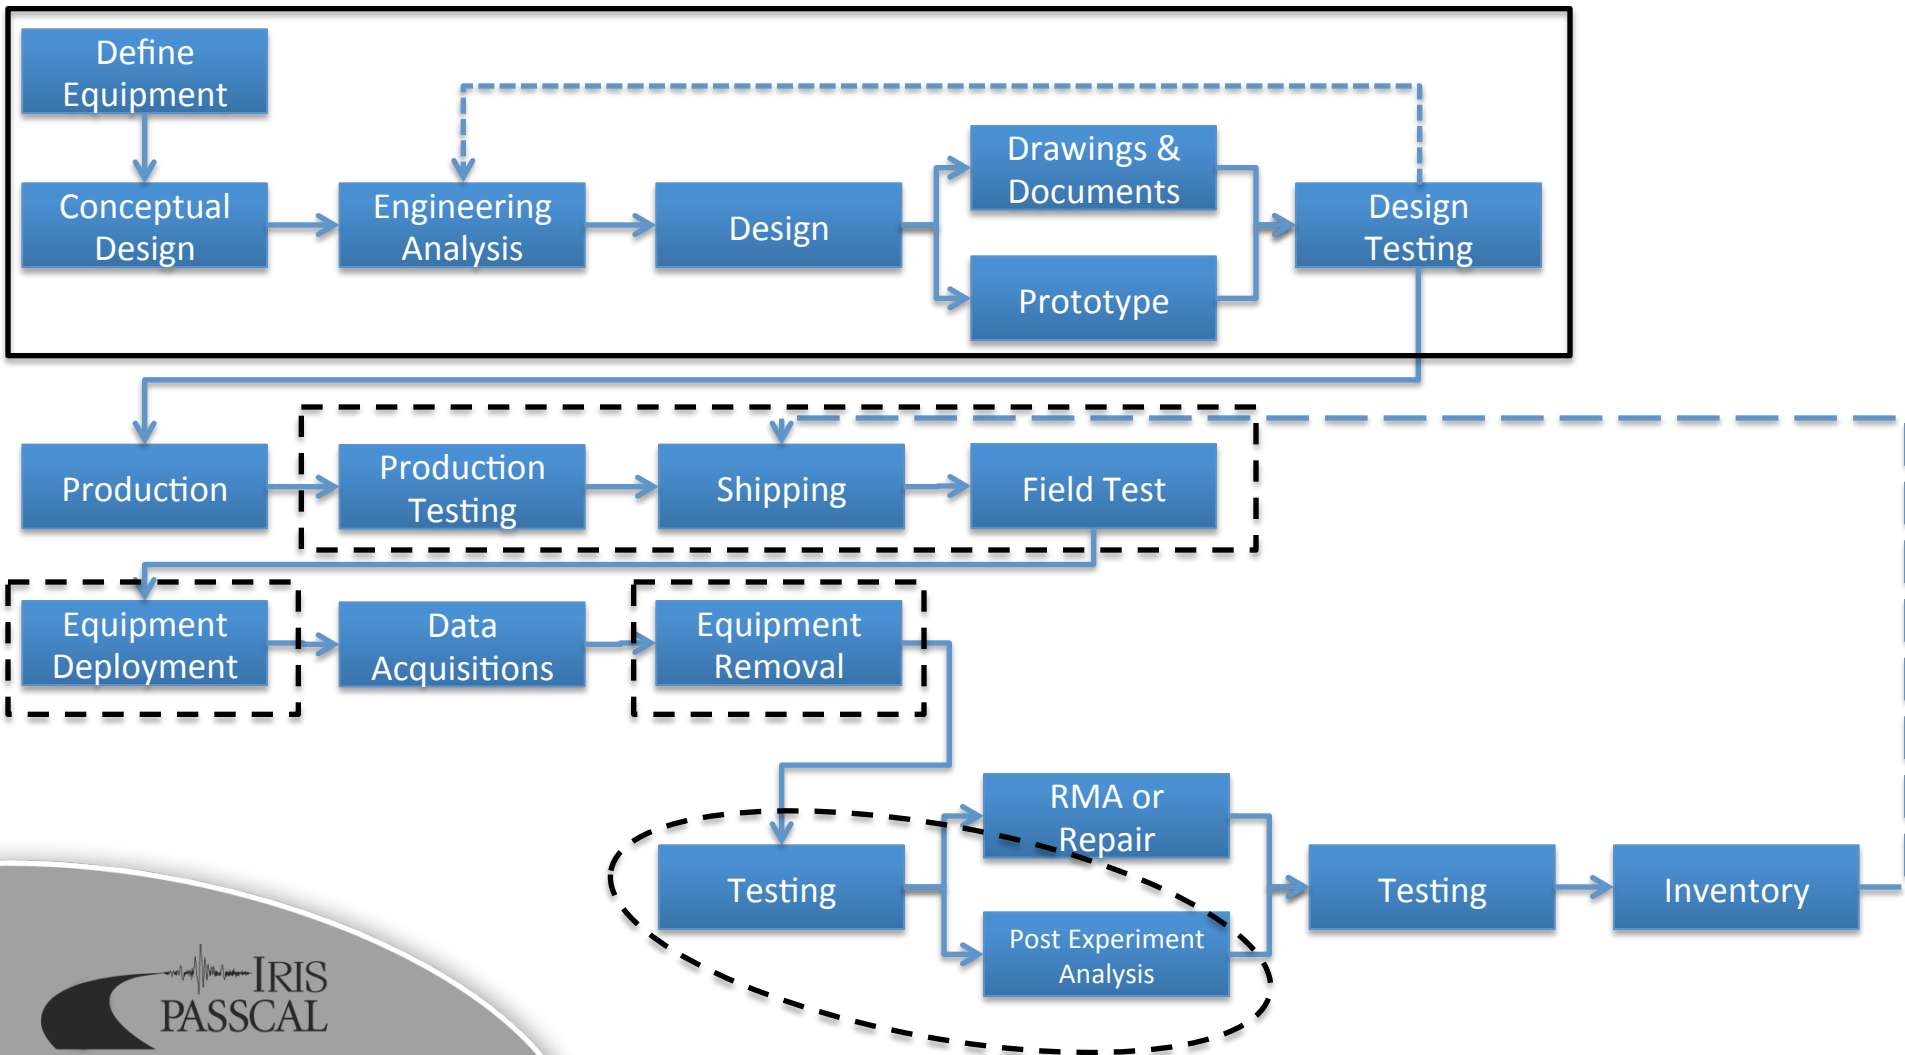 Define
Equipment
Conceptual
Design
Engineering
Analysis
Design
Drawings &
Documents
Prototype
Design
Testing
Production
Production
Testing
Shipping
Field Test
Equipment
Deployment
Data
Acquisitions
Equipment
Removal
Testing
RMA or
Repair
Post Experiment
Analysis
Testing
Inventory
IRIS
PASSCAL